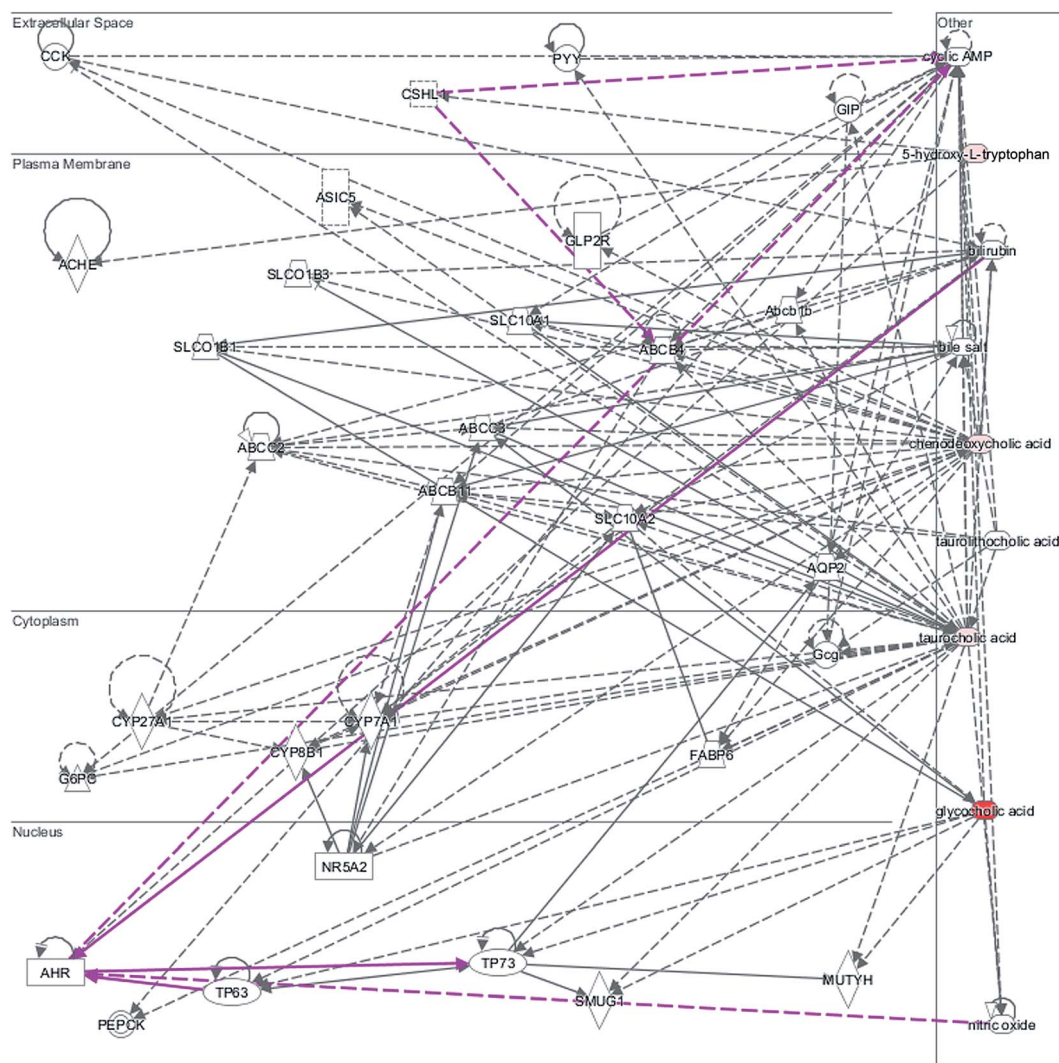 Extracellular Space
Other
CCK
PYY
cyclic AMP
CSHL1
GIP
5-hydroxy-L-tryptophan
Plasma Membrane
ASIC5
GLP2R
bilirubin
ACHE
SLCO1B3
Abcb1b
SLC10A1
SLCO1B1
ABCB4
bile salt
ABCC3
ABCC2
chenodeoxycholic acid
ABCB11
SLC10A2
taurolithocholic acid
AQP2
Cytoplasm
taurocholic acid
Gcg
CYP27A1
CYP7A1
CYP8B1
FABP6
G6PC
glycocholic acid
Nucleus
NR5A2
TP73
AHR
MUTYH
TP63
SMUG1
PEPCK
nitric oxide